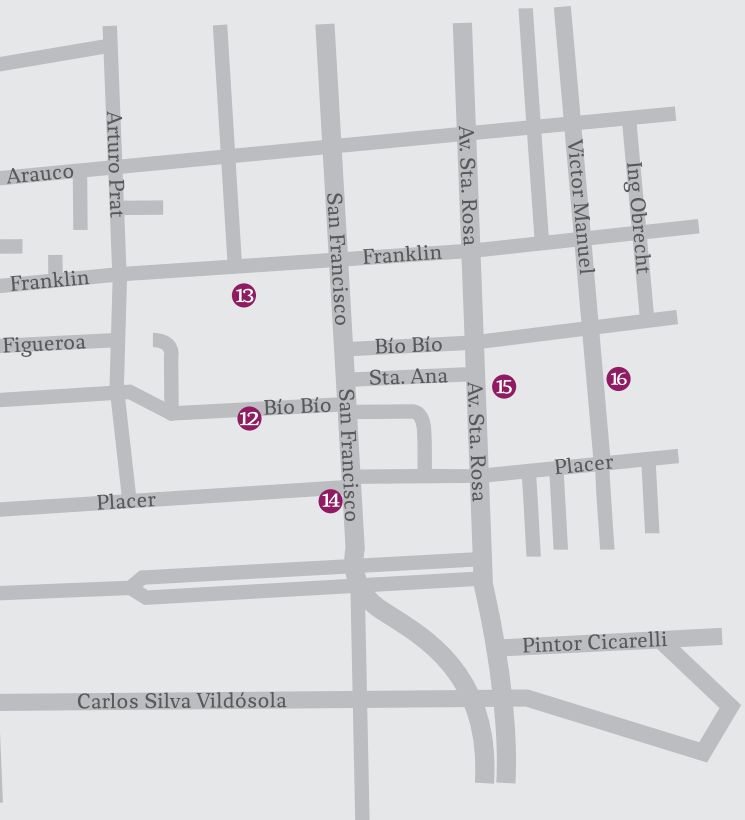 Arturo Prat
Av. Sta. Rosa
Victor Manuel
Ing Obrecht
Arauco
San Francisco
Franklin
Franklin
13
Figueroa
Bío Bío
Sta. Ana
15
16
Bío Bío
12
San Francisco
Av. Sta. Rosa
Placer
Placer
14
Pintor Cicarelli
Carlos Silva Vildósola